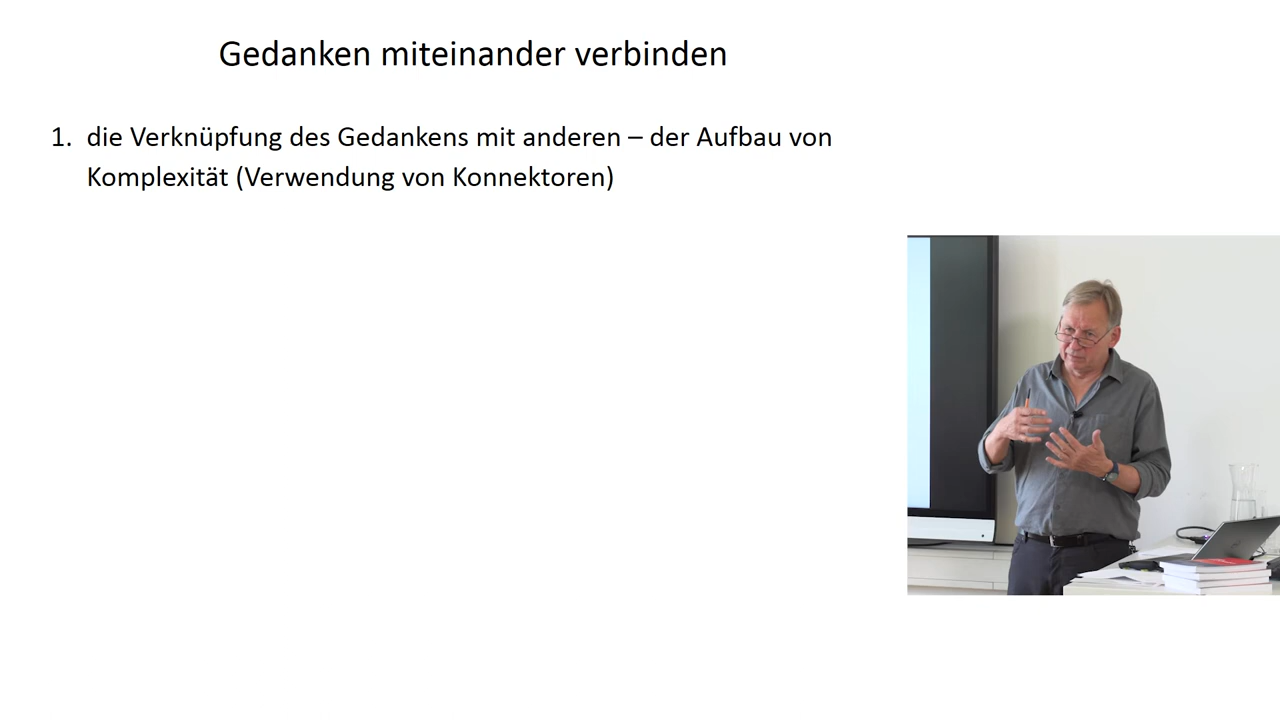 Gedanken miteinander verbinden
1. die Verknüpfung des Gedankens mit anderen – der Aufbau von
Komplexität (Verwendung von Konnektoren)